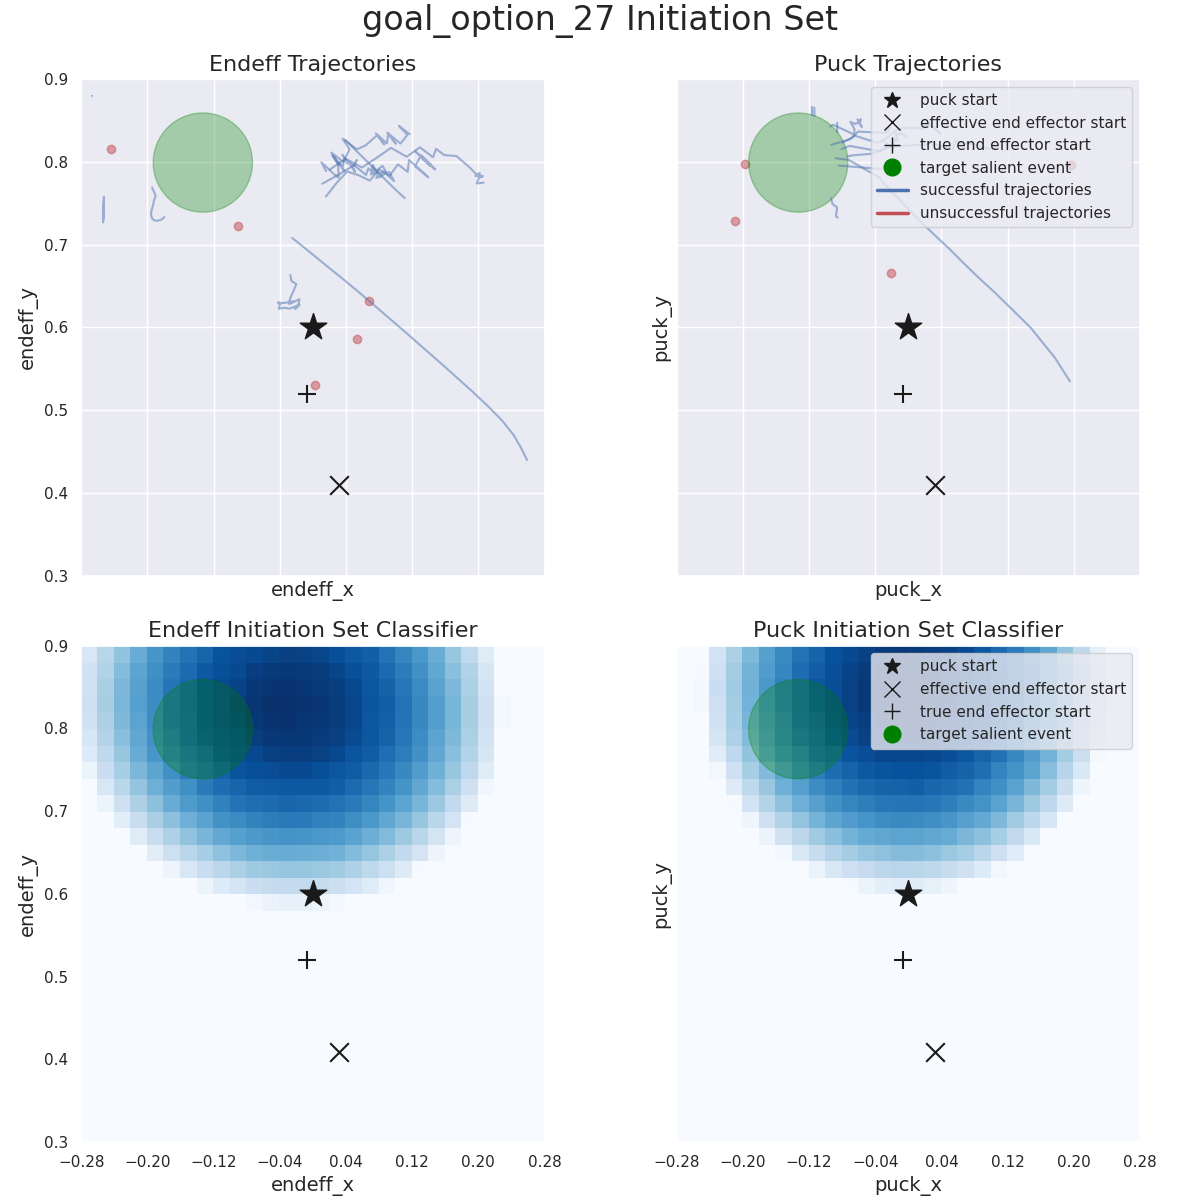 goal_option_27 Initiation Set
Endeff Trajectories
0.9
0.8
0.7
0.6
0.5
0.4
0.3
endeff_y
endeff_x
Puck Trajectories
puck start
effective end effector start
true end effector start
target salient event
successful trajectories
unsuccessful trajectories
puck_y
puck_x
Endeff Initiation Set Classifier
0.9
0.8
0.7
0.6
0.5
0.4
0.3
endeff_y
−0.28 −0.20 −0.12 −0.04 0.04 0.12 0.20 0.28
endeff_x
Puck Initiation Set Classifier
puck start
effective end effector start
true end effector start
target salient event
puck_y
−0.28 −0.20 −0.12 −0.04 0.04 0.12 0.20 0.28
puck_x